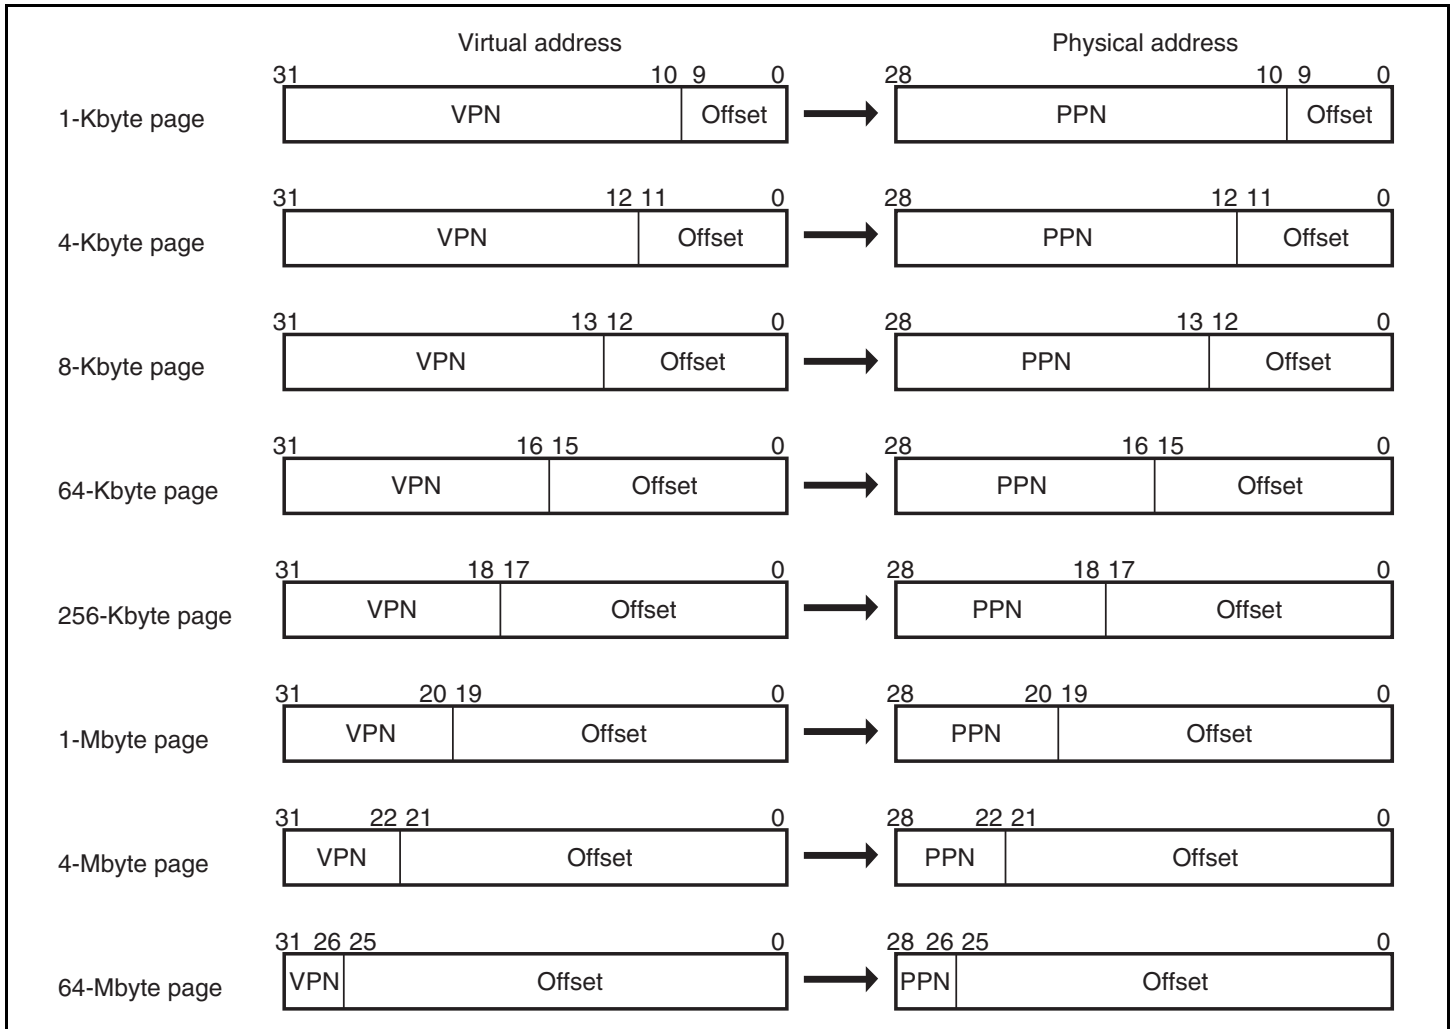 Virtual address Physical address
31 10 9 0 28 10 9 0
1-Kbyte page VPN Offset PPN Offset
31 12 11 0 28 12 11 0
4-Kbyte page VPN Offset PPN Offset
31 13 12 0 28 13 12 0
8-Kbyte page VPN Offset PPN Offset
31 16 15 0 28 16 15 0
64-Kbyte page VPN Offset PPN Offset
31 18 17 0 28 18 17 0
256-Kbyte page VPN Offset PPN Offset
31 20 19 0 28 20 19 0
1-Mbyte page VPN Offset PPN Offset
31 22 21 0 28 22 21 0
4-Mbyte page VPN Offset PPN Offset
31 26 25 0 28 26 25 0
64-Mbyte page VPN Offset PPN Offset